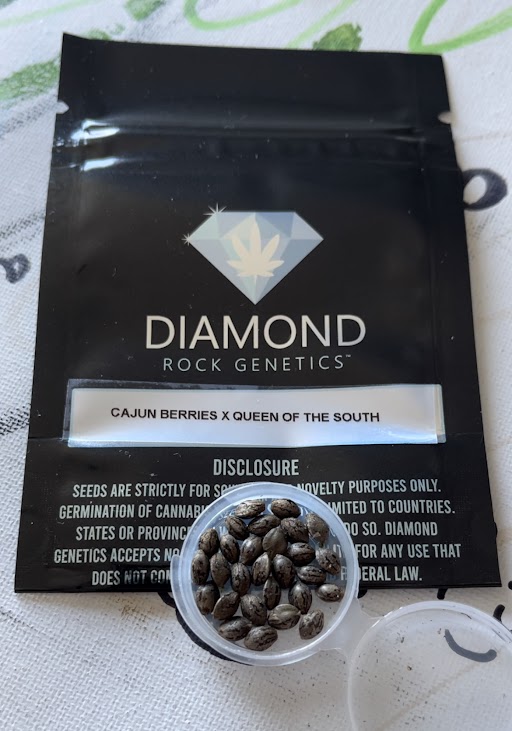 DIAMOND
ROCK GENETICS™
CAJUN BERRIES X QUEEN OF THE SOUTH
DISCLOSURE
SEEDS ARE STRICTLY FOR NOVELTY PURPOSES ONLY.
GERMINATION OF LIMITED TO COUNTRIES.
STATES OR DO SO. DIAMOND
GENETICS ACCEPTS FOR ANY USE THAT
DOES NOT FEDERAL LAW.